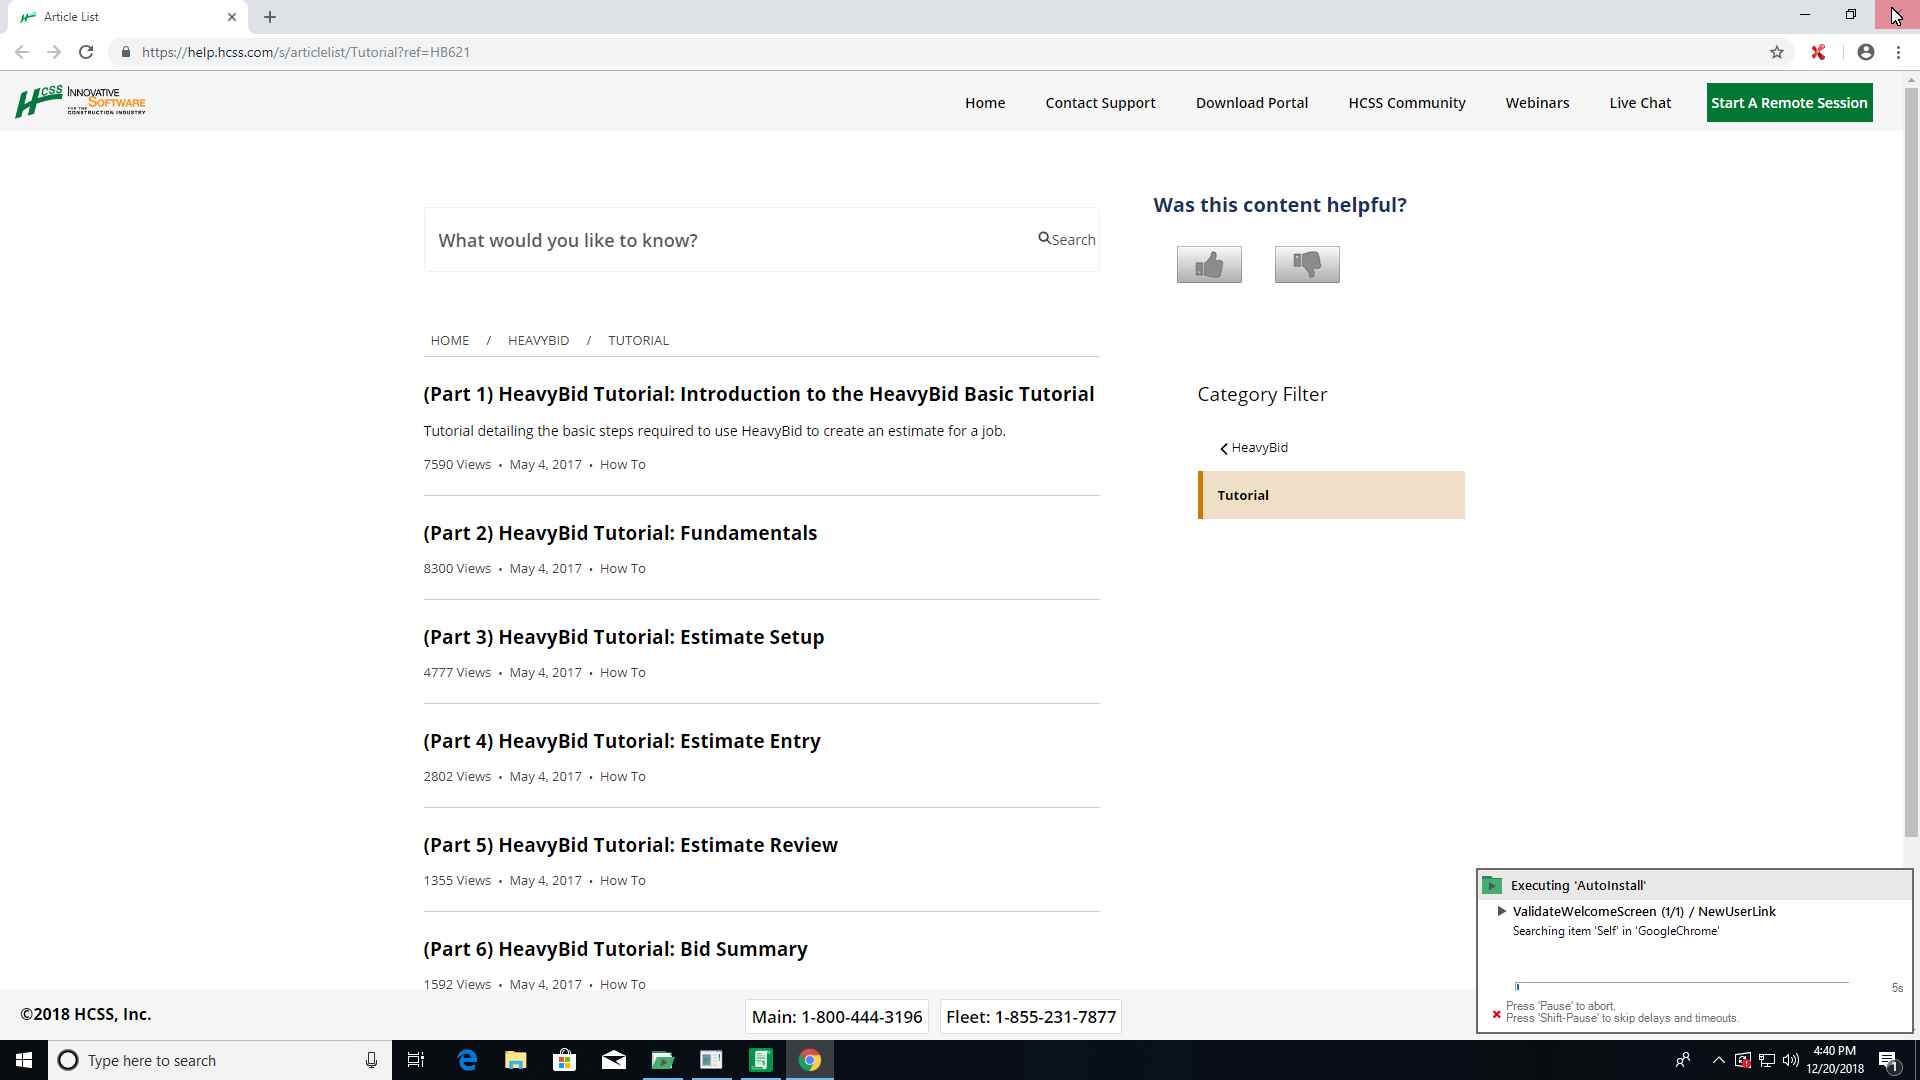 Article List
https://help.hcss.com/s/articlelist/Tutorial?ref=HB621
HCSS INNOVATIVE SOFTWARE FOR THE CONSTRUCTION INDUSTRY
Home
Contact Support
Download Portal
HCSS Community
Webinars
Live Chat
Start A Remote Session
What would you like to know?
Search
Was this content helpful?
HOME / HEAVYBID / TUTORIAL
(Part 1) HeavyBid Tutorial: Introduction to the HeavyBid Basic Tutorial
Tutorial detailing the basic steps required to use HeavyBid to create an estimate for a job.
7590 Views • May 4, 2017 • How To
(Part 2) HeavyBid Tutorial: Fundamentals
8300 Views • May 4, 2017 • How To
(Part 3) HeavyBid Tutorial: Estimate Setup
4777 Views • May 4, 2017 • How To
(Part 4) HeavyBid Tutorial: Estimate Entry
2802 Views • May 4, 2017 • How To
(Part 5) HeavyBid Tutorial: Estimate Review
1355 Views • May 4, 2017 • How To
(Part 6) HeavyBid Tutorial: Bid Summary
1592 Views • May 4, 2017 • How To
Category Filter
HeavyBid
Tutorial
Executing 'AutoInstall'
ValidateWelcomeScreen (1/1) / NewUserLink
Searching item 'Self' in 'GoogleChrome'
5s
Press 'Pause' to abort.
Press 'Shift-Pause' to skip delays and timeouts.
©2018 HCSS, Inc.
Main: 1-800-444-3196
Fleet: 1-855-231-7877
Type here to search
4:40 PM
12/20/2018
1